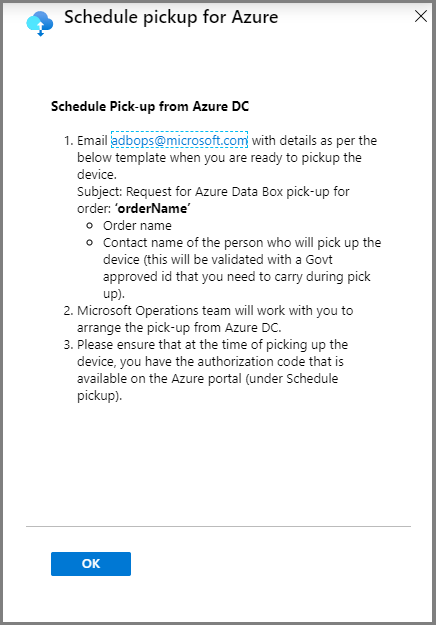 Schedule pickup for Azure
Schedule Pick-up from Azure DC
1. Email adbops@microsoft.com with details as per the
below template when you are ready to pickup the
device.
Subject: Request for Azure Data Box pick-up for
order: ‘orderName’
Order name
Contact name of the person who will pick up the
device (this will be validated with a Govt
approved id that you need to carry during pick
up).
2. Microsoft Operations team will work with you to
arrange the pick-up from Azure DC.
3. Please ensure that at the time of picking up the
device, you have the authorization code that is
available on the Azure portal (under Schedule
pickup).
OK